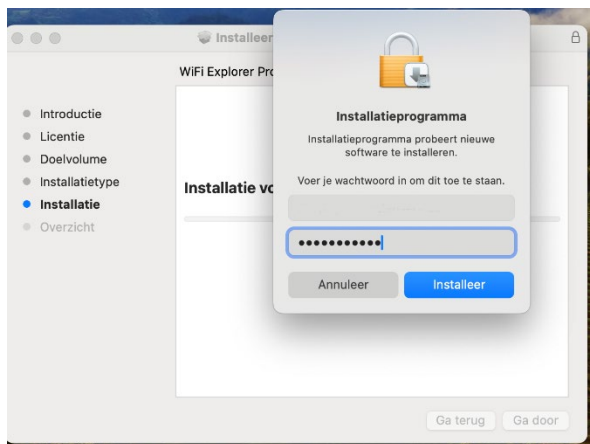 Installeer
WiFi Explorer Pro
Introductie
Licentie
Doelvolume
Installatietype
Installatie
Overzicht
Installatie vo
Installatieprogramma
Installatieprogramma probeert nieuwe
software te installeren.
Voer je wachtwoord in om dit toe te staan.
•••••••••••
Annuleer
Installeer
Ga terug
Ga door